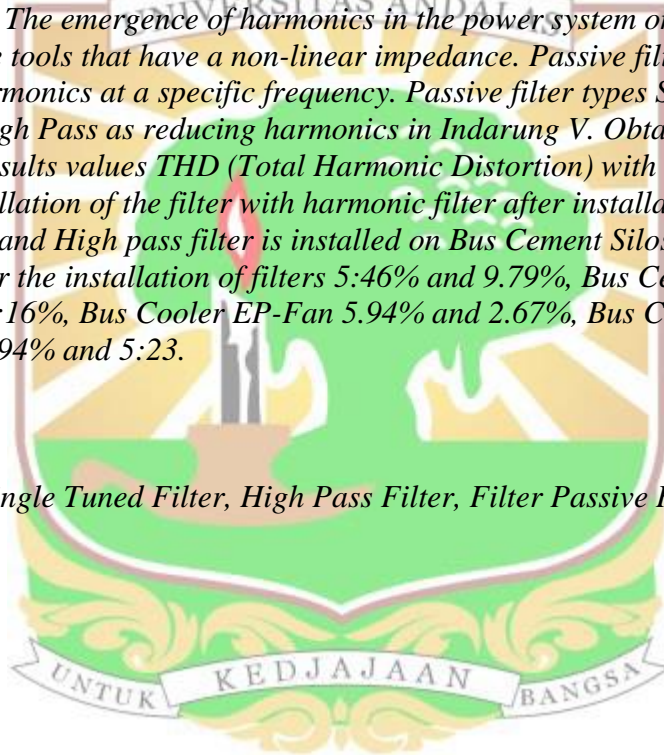 UNIVERSITAS ANDALAS
The emergence of harmonics in the power system or
tools that have a non-linear impedance. Passive fil
rmonics at a specific frequency. Passive filter types S
gh Pass as reducing harmonics in Indarung V. Obta
sults values THD (Total Harmonic Distortion) with
llation of the filter with harmonic filter after installa
and High pass filter is installed on Bus Cement Silos
r the installation of filters 5:46% and 9.79%, Bus Ce
:16%, Bus Cooler EP-Fan 5.94% and 2.67%, Bus C
94% and 5:23.
ngle Tuned Filter, High Pass Filter, Filter Passive
UNTUK KEDJAJAAN BANGSA